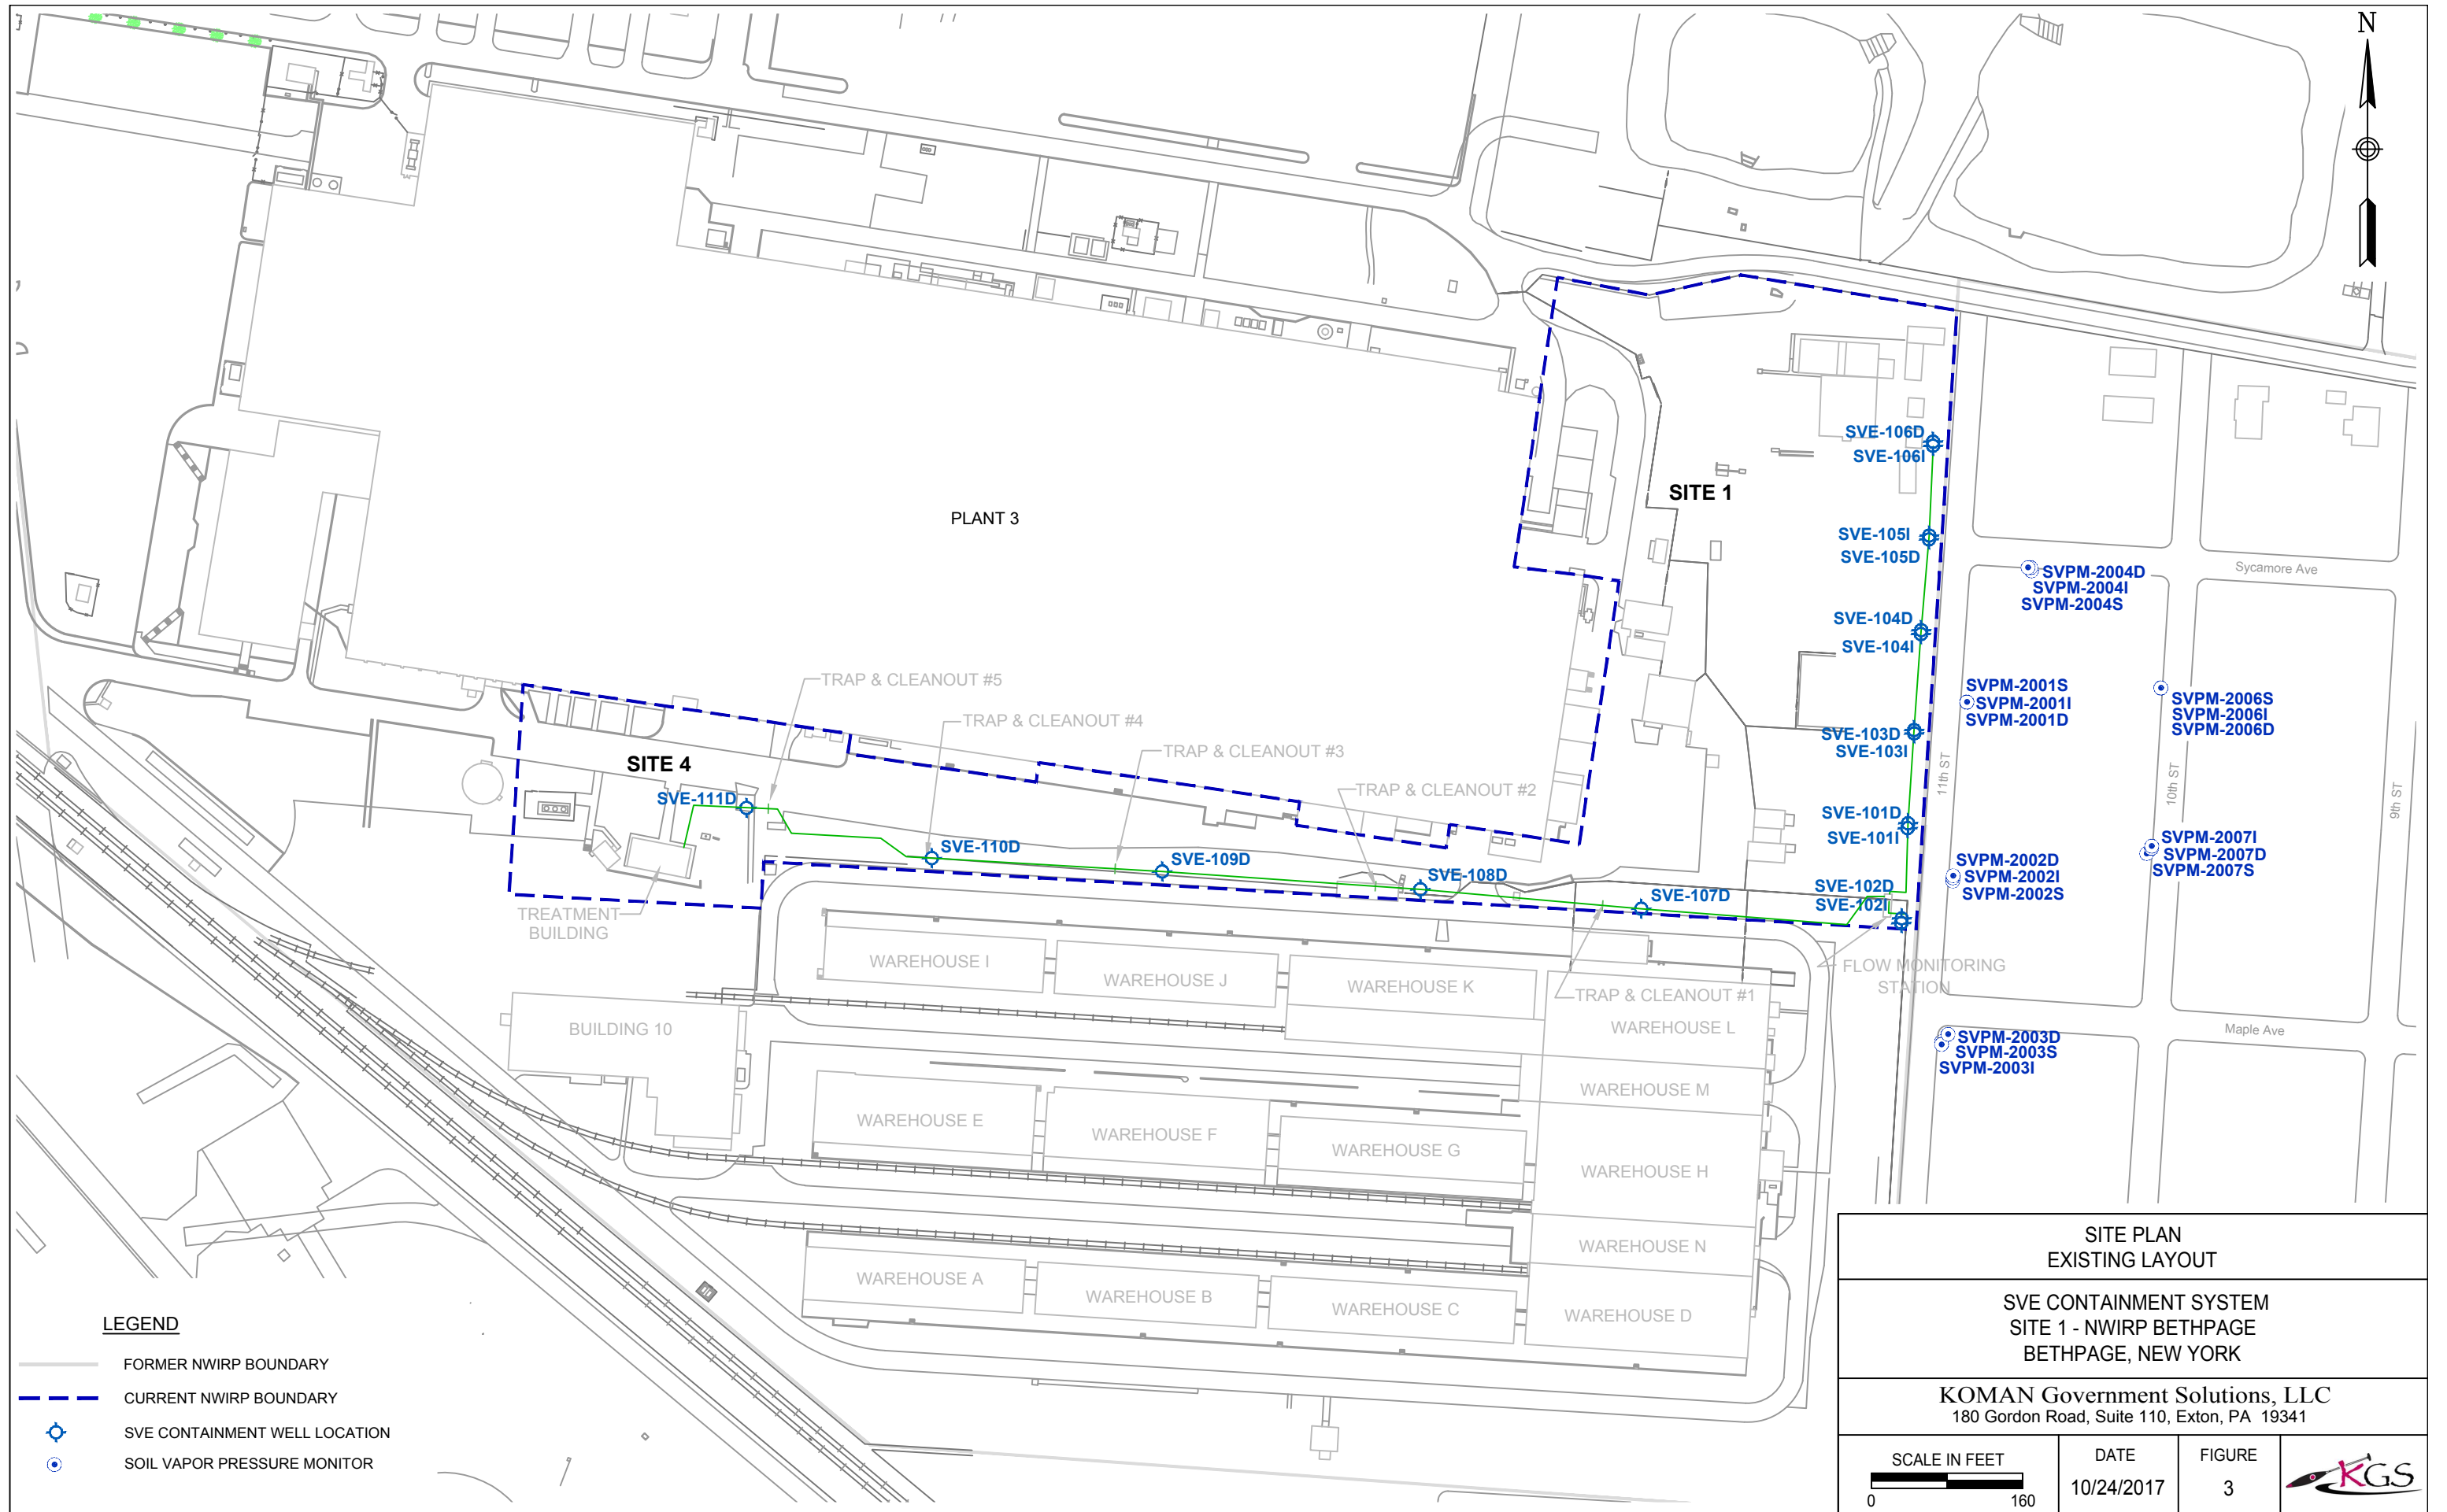 N
PLANT 3
SITE 1
SVE-106D
SVE-106I
SVE-105I
SVE-105D
SVE-104D
SVE-104I
SVE-103D
SVE-103I
SVE-101D
SVE-101I
SVE-102D
SVE-102I
Sycamore Ave
SVPM-2004D
SVPM-2004I
SVPM-2004S
SVPM-2001S
SVPM-2001I
SVPM-2001D
SVPM-2006S
SVPM-2006I
SVPM-2006D
11th ST
10th ST
9th ST
SVPM-2007I
SVPM-2007D
SVPM-2007S
SVPM-2002D
SVPM-2002I
SVPM-2002S
Maple Ave
SVPM-2003D
SVPM-2003S
SVPM-2003I
TRAP & CLEANOUT #5
TRAP & CLEANOUT #4
TRAP & CLEANOUT #3
TRAP & CLEANOUT #2
SITE 4
SVE-111D
SVE-110D
SVE-109D
SVE-108D
SVE-107D
TREATMENT
BUILDING
FLOW MONITORING
STATION
TRAP & CLEANOUT #1
WAREHOUSE I
WAREHOUSE J
WAREHOUSE K
WAREHOUSE L
BUILDING 10
WAREHOUSE M
WAREHOUSE E
WAREHOUSE F
WAREHOUSE G
WAREHOUSE H
WAREHOUSE N
WAREHOUSE A
WAREHOUSE B
WAREHOUSE C
WAREHOUSE D
LEGEND
FORMER NWIRP BOUNDARY
CURRENT NWIRP BOUNDARY
SVE CONTAINMENT WELL LOCATION
SOIL VAPOR PRESSURE MONITOR
SITE PLAN
EXISTING LAYOUT
SVE CONTAINMENT SYSTEM
SITE 1 - NWIRP BETHPAGE
BETHPAGE, NEW YORK
KOMAN Government Solutions, LLC
180 Gordon Road, Suite 110, Exton, PA 19341
SCALE IN FEET
0 160
DATE
10/24/2017
FIGURE
3
KGS